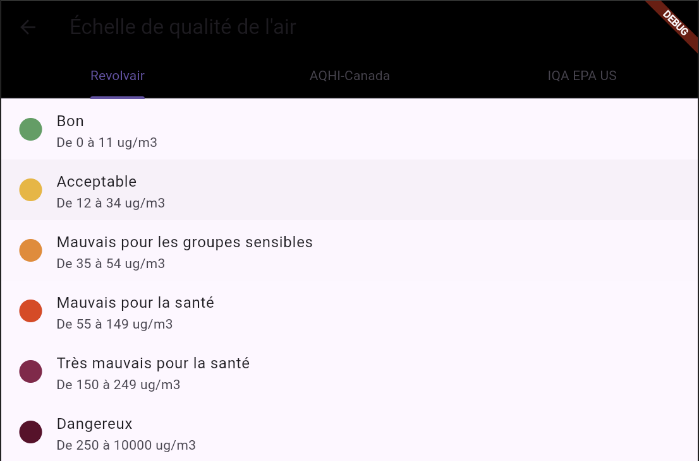 Échelle de qualité de l'air
DEBUG
Revolvair
AQHI-Canada
IQA EPA US
Bon
De 0 à 11 ug/m3
Acceptable
De 12 à 34 ug/m3
Mauvais pour les groupes sensibles
De 35 à 54 ug/m3
Mauvais pour la santé
De 55 à 149 ug/m3
Très mauvais pour la santé
De 150 à 249 ug/m3
Dangereux
De 250 à 10000 ug/m3